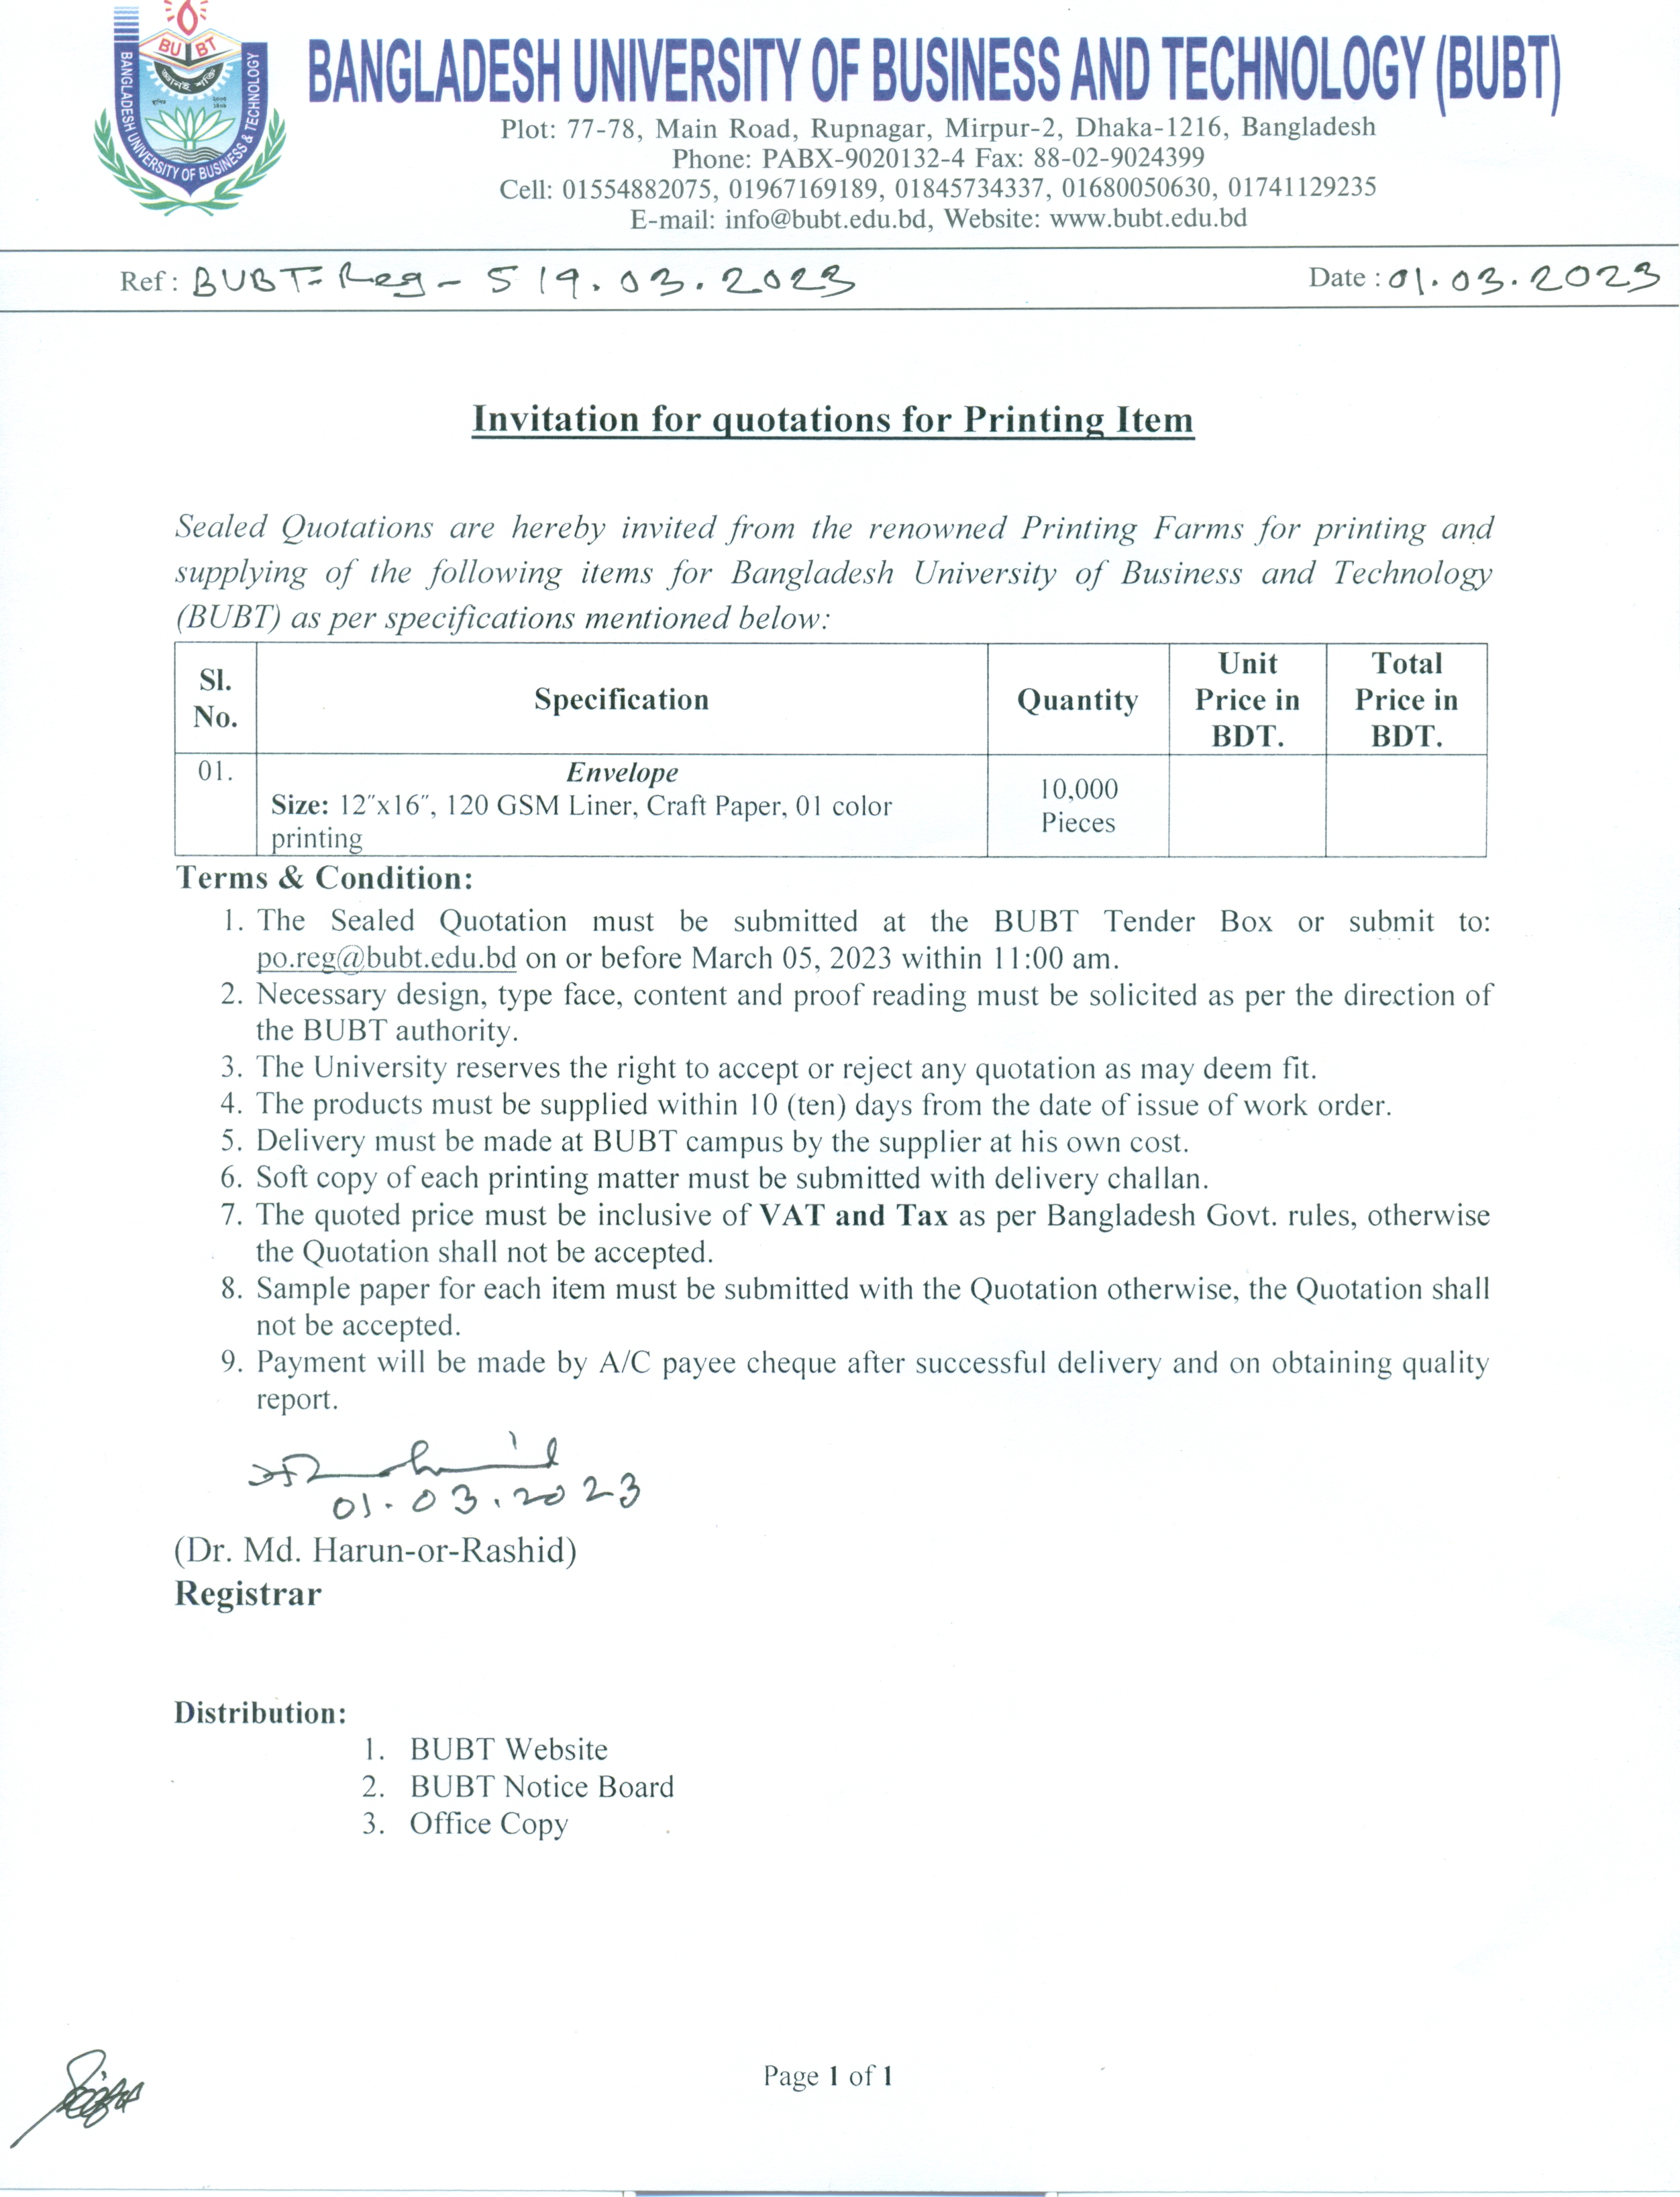 BU BT
BANGLADESH UNIVERSITY OF BUSINESS & TECHNOLOGY
BANGLADESH UNIVERSITY OF BUSINESS AND TECHNOLOGY (BUBT)
Plot: 77-78, Main Road, Rupnagar, Mirpur-2, Dhaka-1216, Bangladesh
Phone: PABX-9020132-4 Fax: 88-02-9024399
Cell: 01554882075, 01967169189, 01845734337, 01680050630, 01741129235
E-mail: info@bubt.edu.bd, Website: www.bubt.edu.bd
Ref : BUBT-Reg- 519.03.2023 Date : 01.03.2023
Invitation for quotations for Printing Item
Sealed Quotations are hereby invited from the renowned Printing Farms for printing and
supplying of the following items for Bangladesh University of Business and Technology
(BUBT) as per specifications mentioned below:
Sl. No. Specification Quantity Unit Price in BDT. Total Price in BDT.
01. Envelope
Size: 12″x16″, 120 GSM Liner, Craft Paper, 01 color
printing
10,000
Pieces
Terms & Condition:
1. The Sealed Quotation must be submitted at the BUBT Tender Box or submit to:
po.reg@bubt.edu.bd on or before March 05, 2023 within 11:00 am.
2. Necessary design, type face, content and proof reading must be solicited as per the direction of
the BUBT authority.
3. The University reserves the right to accept or reject any quotation as may deem fit.
4. The products must be supplied within 10 (ten) days from the date of issue of work order.
5. Delivery must be made at BUBT campus by the supplier at his own cost.
6. Soft copy of each printing matter must be submitted with delivery challan.
7. The quoted price must be inclusive of VAT and Tax as per Bangladesh Govt. rules, otherwise
the Quotation shall not be accepted.
8. Sample paper for each item must be submitted with the Quotation otherwise, the Quotation shall
not be accepted.
9. Payment will be made by A/C payee cheque after successful delivery and on obtaining quality
report.
01.03.2023
(Dr. Md. Harun-or-Rashid)
Registrar
Distribution:
1. BUBT Website
2. BUBT Notice Board
3. Office Copy
Page 1 of 1